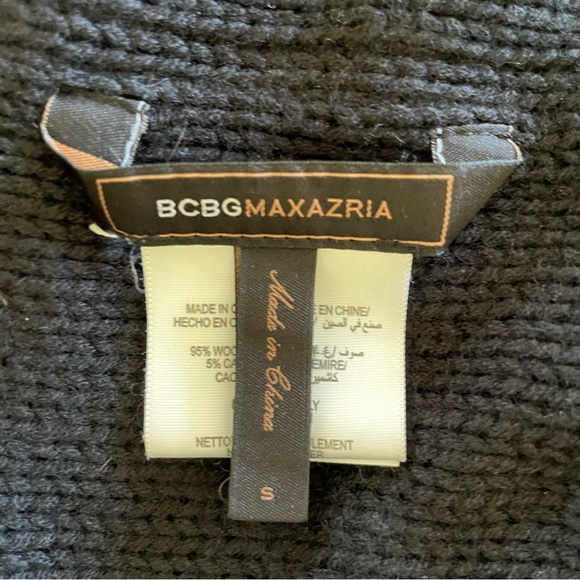 BCBGMAXAZRIA
Made in China
S
MADE IN C E EN CHINE/
HECHO EN C صنع في الصين
95% WOO صوف /
5% CA EMIRE/
CAC كاشمير
LY
NETTO LEMENT
ER